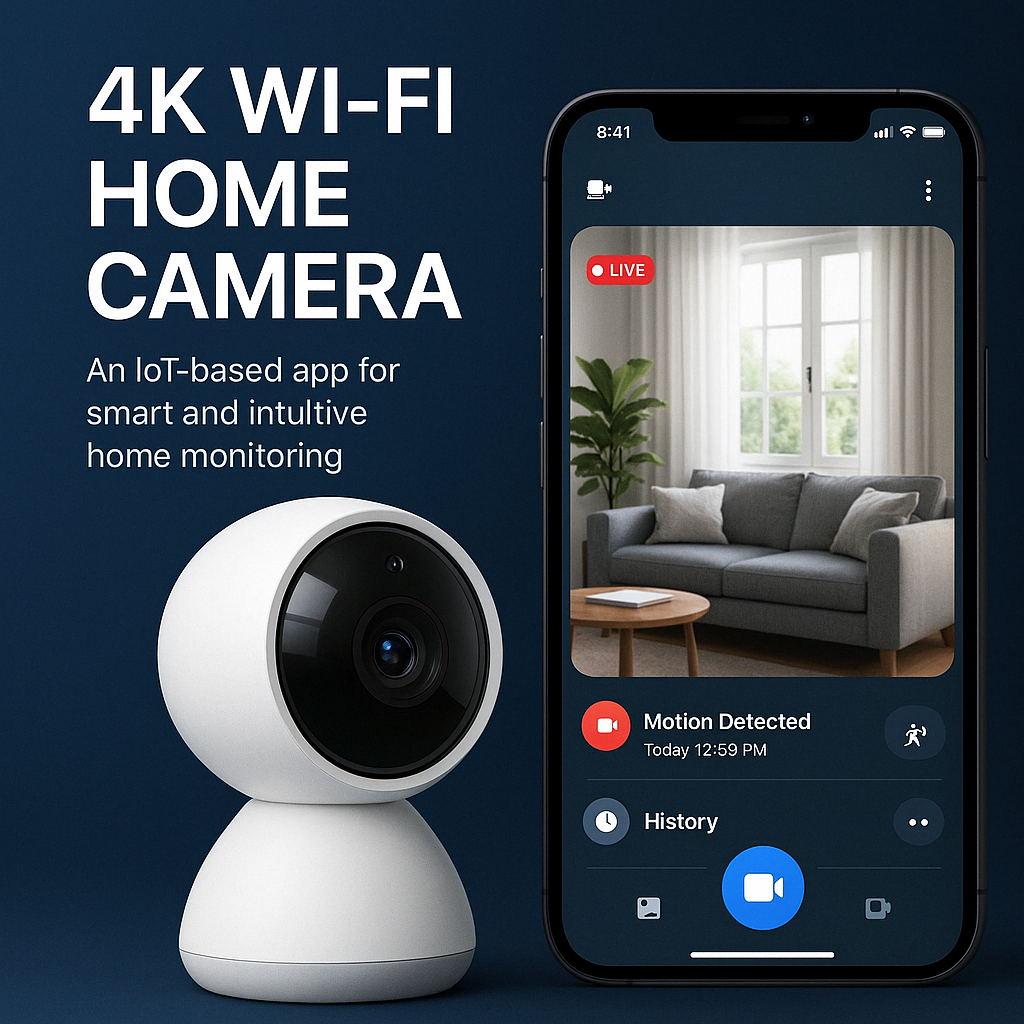 4K WI-FI
HOME
CAMERA
An IoT-based app for
smart and intultive
home monitoring
8:41
LIVE
Motion Detected
Today 12:59 PM
History